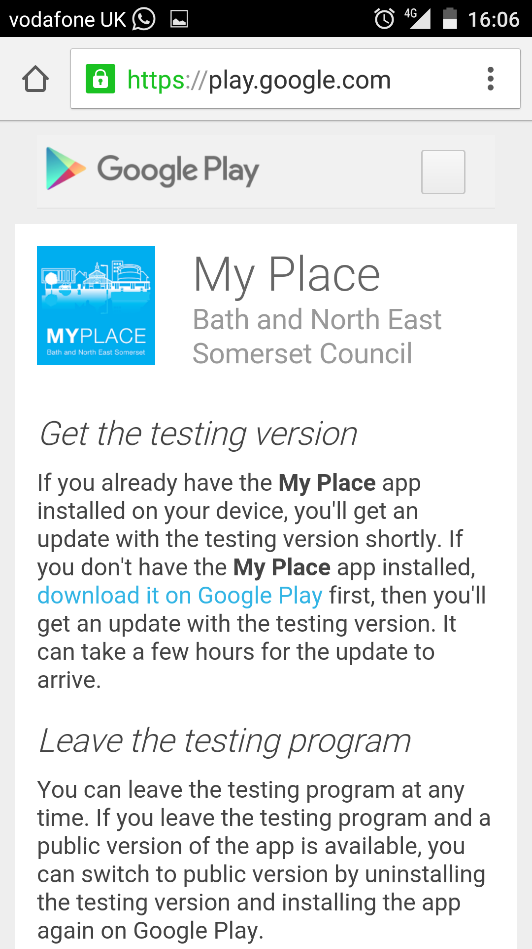 vodafone UK 4G 16:06
https://play.google.com
Google Play
MYPLACE
Bath and North East Somerset
My Place
Bath and North East
Somerset Council
Get the testing version
If you already have the My Place app
installed on your device, you'll get an
update with the testing version shortly. If
you don't have the My Place app installed,
download it on Google Play first, then you'll
get an update with the testing version. It
can take a few hours for the update to
arrive.
Leave the testing program
You can leave the testing program at any
time. If you leave the testing program and a
public version of the app is available, you
can switch to public version by uninstalling
the testing version and installing the app
again on Google Play.